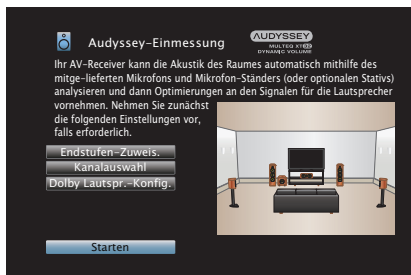 Audyssey-Einmessung
AUDYSSEY
MULTEQ XT32
DYNAMIC VOLUME
Ihr AV-Receiver kann die Akustik des Raumes automatisch mithilfe des
mitge-lieferten Mikrofons und Mikrofon-Ständers (oder optionalen Stativs)
analysieren und dann Optimierungen an den Signalen für die Lautsprecher
vornehmen. Nehmen Sie zunächst
die folgenden Einstellungen vor,
falls erforderlich.
Endstufen-Zuweis.
Kanalauswahl
Dolby Lautspr.-Konfig.
Starten